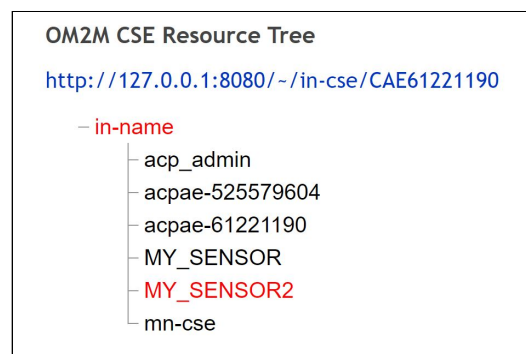 OM2M CSE Resource Tree
http://127.0.0.1:8080/~/in-cse/CAE61221190
in-name
acp_admin
acpae-525579604
acpae-61221190
MY_SENSOR
MY_SENSOR2
mn-cse